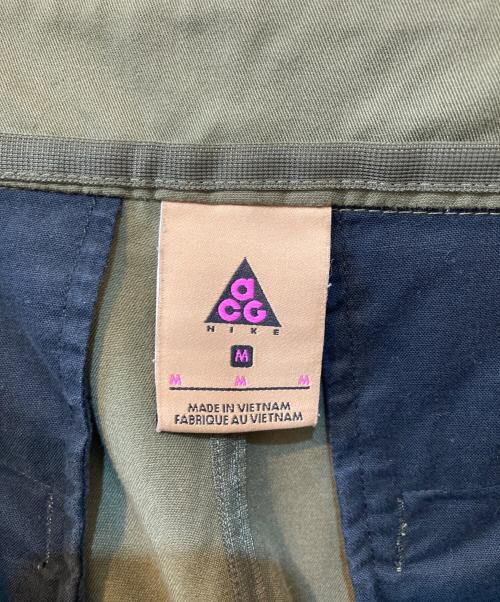 aCG
NIKE
M
M M M
MADE IN VIETNAM
FABRIQUE AU VIETNAM